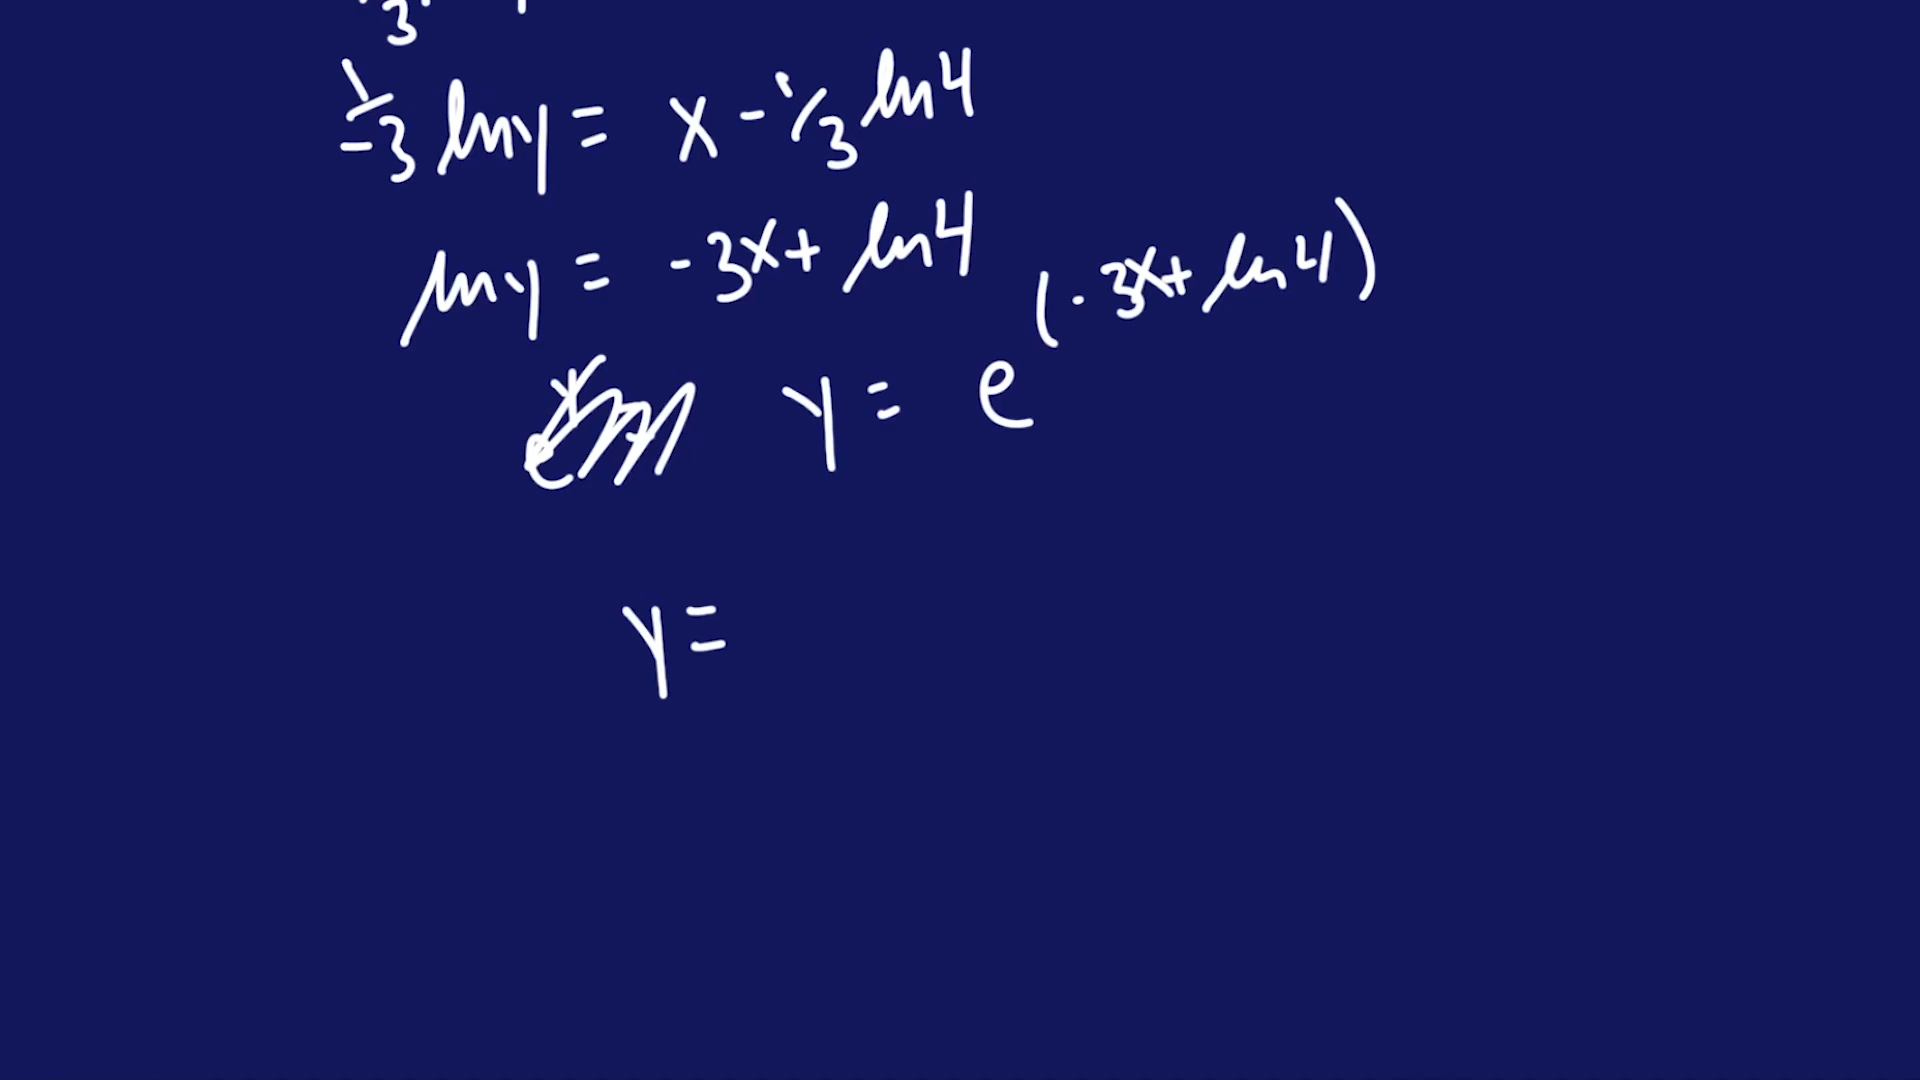 1/-3 ln y = x - 1/3 ln 4
ln y = -3x + ln 4
y = e^(-3x + ln 4)
y =